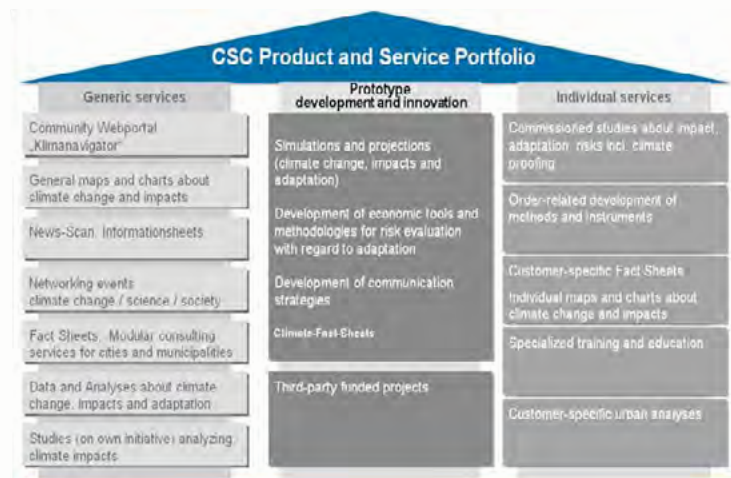 CSC Product and Service Portfolio
Generic services
Community Webportal
„Klimanavigator"
General maps and charts about
climate change and impacts
News-Scan. Informationsheets
Networking events
climate change / science / society
Fact Sheets. Modular consulting
services for cities and municipalities
Data and Analyses about climate
change, impacts and adaptation
Studies (on own initiative) analyzing
climate impacts
Prototype
development and innovation
Simulations and projections
(climate change, impacts and
adaptation)
Development of economic tools and
methodologies for risk evaluation
with regard to adaptation
Development of communication
strategies
Climate-Fact-Sheets
Third-party funded projects
Individual services
Commissioned studies about impact,
adaptation, risks incl. climate
proofing
Order-related development of
methods and instruments
Customer-specific Fact Sheets
Individual maps and charts about
climate change and impacts
Specialized training and education
Customer-specific urban analyses